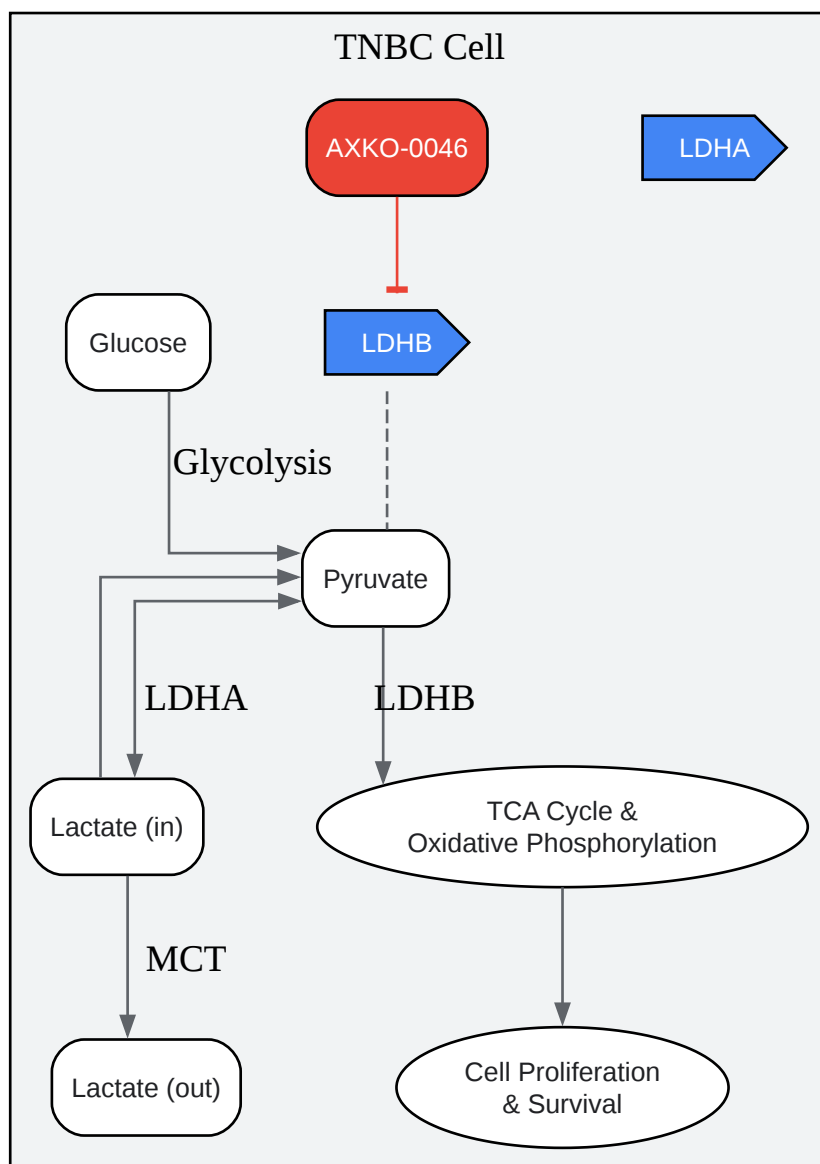 TNBC Cell
AXKO-0046
LDHA
Glucose
LDHB
Glycolysis
Pyruvate
LDHA
LDHB
Lactate (in)
TCA Cycle &
Oxidative Phosphorylation
MCT
Lactate (out)
Cell Proliferation
& Survival